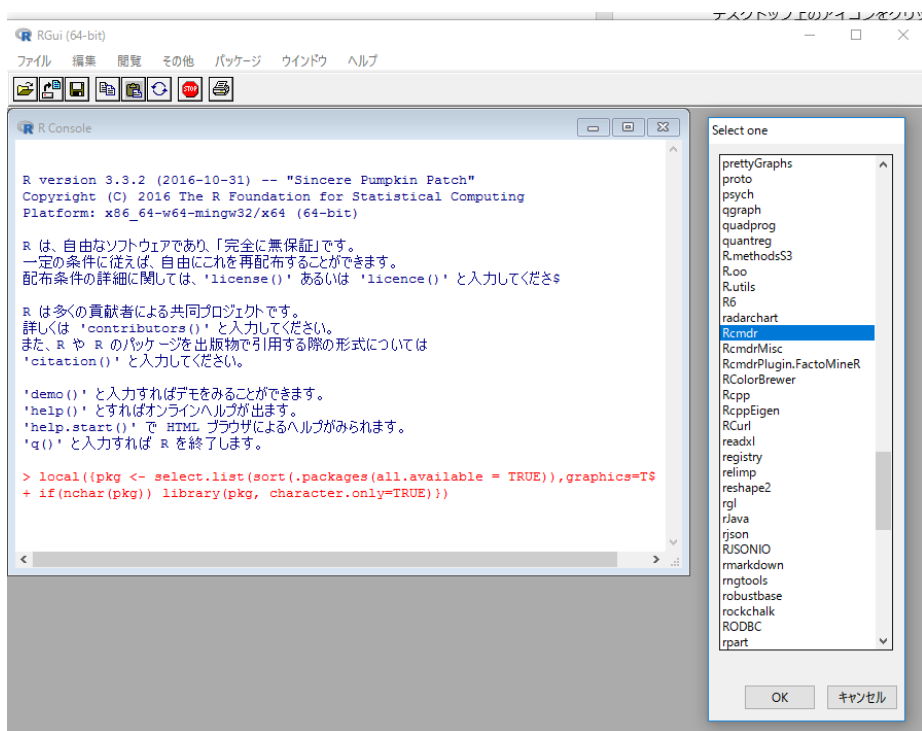 デスクトップ上のアイコンをクリッ
RGui (64-bit)
ファイル 編集 閲覧 その他 パッケージ ウインドウ ヘルプ
STOP
R Console
R version 3.3.2 (2016-10-31) -- "Sincere Pumpkin Patch"
Copyright (C) 2016 The R Foundation for Statistical Computing
Platform: x86_64-w64-mingw32/x64 (64-bit)
R は、自由なソフトウェアであり、「完全に無保証」です。
一定の条件に従えば、自由にこれを再配布することができます。
配布条件の詳細に関しては、'license()' あるいは 'licence()' と入力してくださ$
R は多くの貢献者による共同プロジェクトです。
詳しくは 'contributors()' と入力してください。
また、R や R のパッケージを出版物で引用する際の形式については
'citation()' と入力してください。
'demo()' と入力すればデモをみることができます。
'help()' とすればオンラインヘルプが出ます。
'help.start()' で HTML ブラウザによるヘルプがみられます。
'q()' と入力すれば R を終了します。
> local({pkg <- select.list(sort(.packages(all.available = TRUE)),graphics=T$
+ if(nchar(pkg)) library(pkg, character.only=TRUE)})
Select one
prettyGraphs
proto
psych
qgraph
quadprog
quantreg
R.methodsS3
R.oo
R.utils
R6
radarchart
Rcmdr
RcmdrMisc
RcmdrPlugin.FactoMineR
RColorBrewer
Rcpp
RcppEigen
RCurl
readxl
registry
relimp
reshape2
rgl
rJava
rjson
RJSONIO
rmarkdown
rngtools
robustbase
rockchalk
RODBC
rpart
OK キャンセル